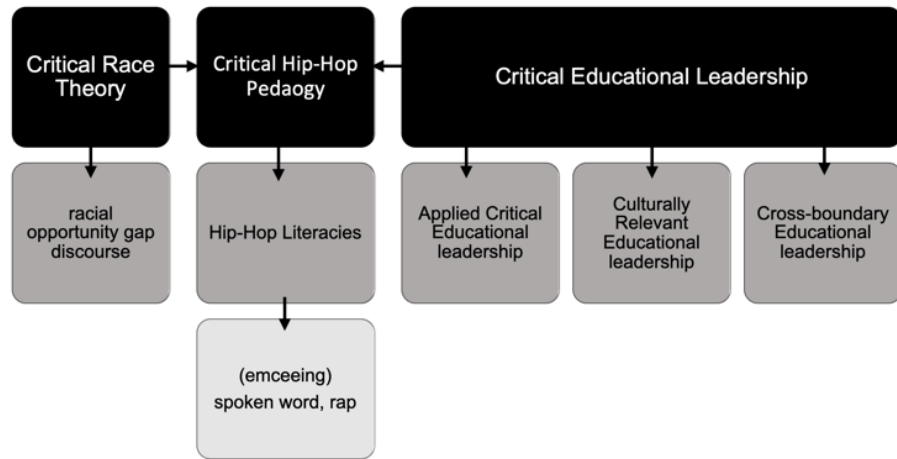 Critical Race
Theory
Critical Hip-Hop
Pedaogy
Critical Educational Leadership
racial
opportunity gap
discourse
Hip-Hop Literacies
Applied Critical
Educational
leadership
Culturally
Relevant
Educational
leadership
Cross-boundary
Educational
leadership
(emceeing)
spoken word, rap